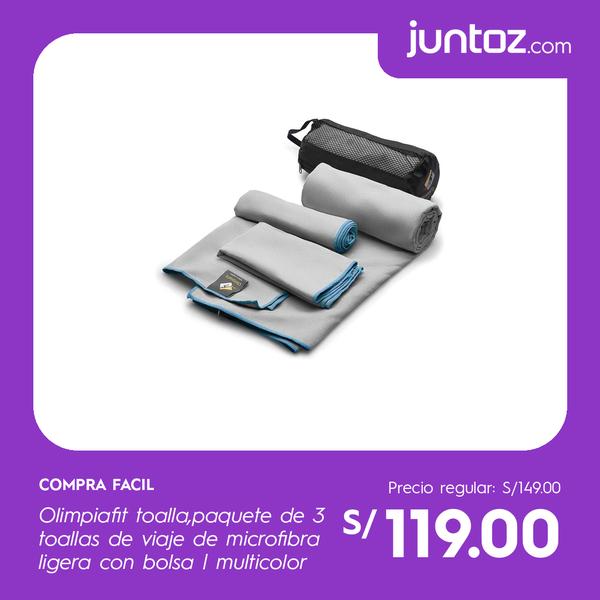 juntoz.com
COMPRA FACIL
Olimpiafit toalla,paquete de 3
toallas de viaje de microfibra
ligera con bolsa | multicolor
Precio regular: S/149.00
S/119.00